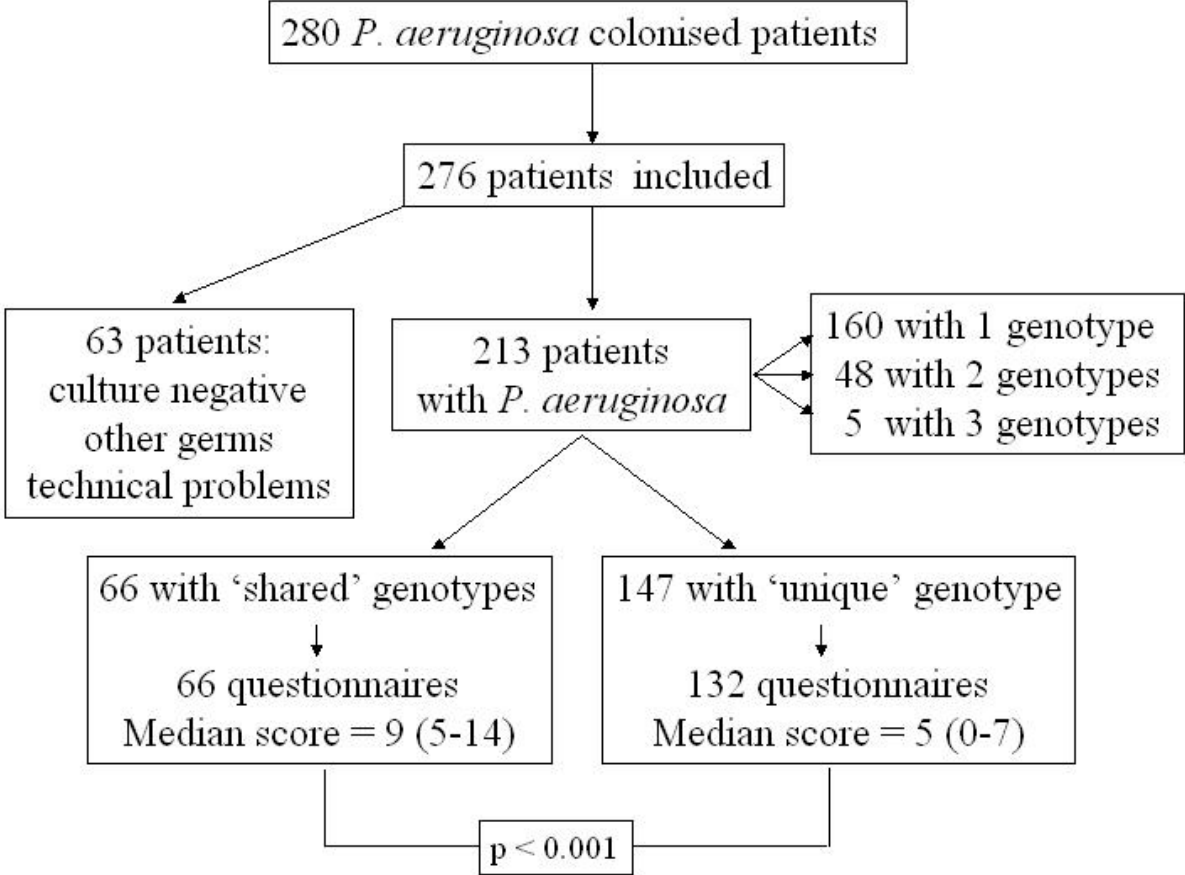 280 P. aeruginosa colonised patients
276 patients included
63 patients:
culture negative
other germs
technical problems
213 patients
with P. aeruginosa
160 with 1 genotype
48 with 2 genotypes
5 with 3 genotypes
66 with ‘shared’ genotypes
66 questionnaires
Median score = 9 (5-14)
147 with ‘unique’ genotype
132 questionnaires
Median score = 5 (0-7)
p < 0.001